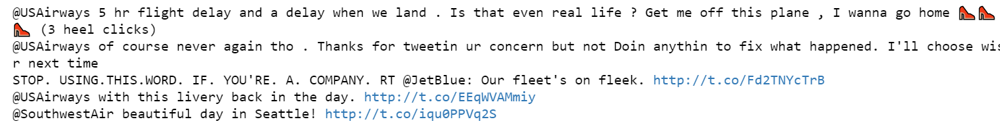 @USAirways 5 hr flight delay and a delay when we land . Is that even real life ? Get me off this plane , I wanna go home 👠👠
👠 (3 heel clicks)
@USAirways of course never again tho . Thanks for tweetin ur concern but not Doin anythin to fix what happened. I'll choose wis
r next time
STOP. USING.THIS.WORD. IF. YOU'RE. A. COMPANY. RT @JetBlue: Our fleet's on fleek. http://t.co/Fd2TNYcTrB
@USAirways with this livery back in the day. http://t.co/EEqWVAMmiy
@SouthwestAir beautiful day in Seattle! http://t.co/iqu0PPVq2S